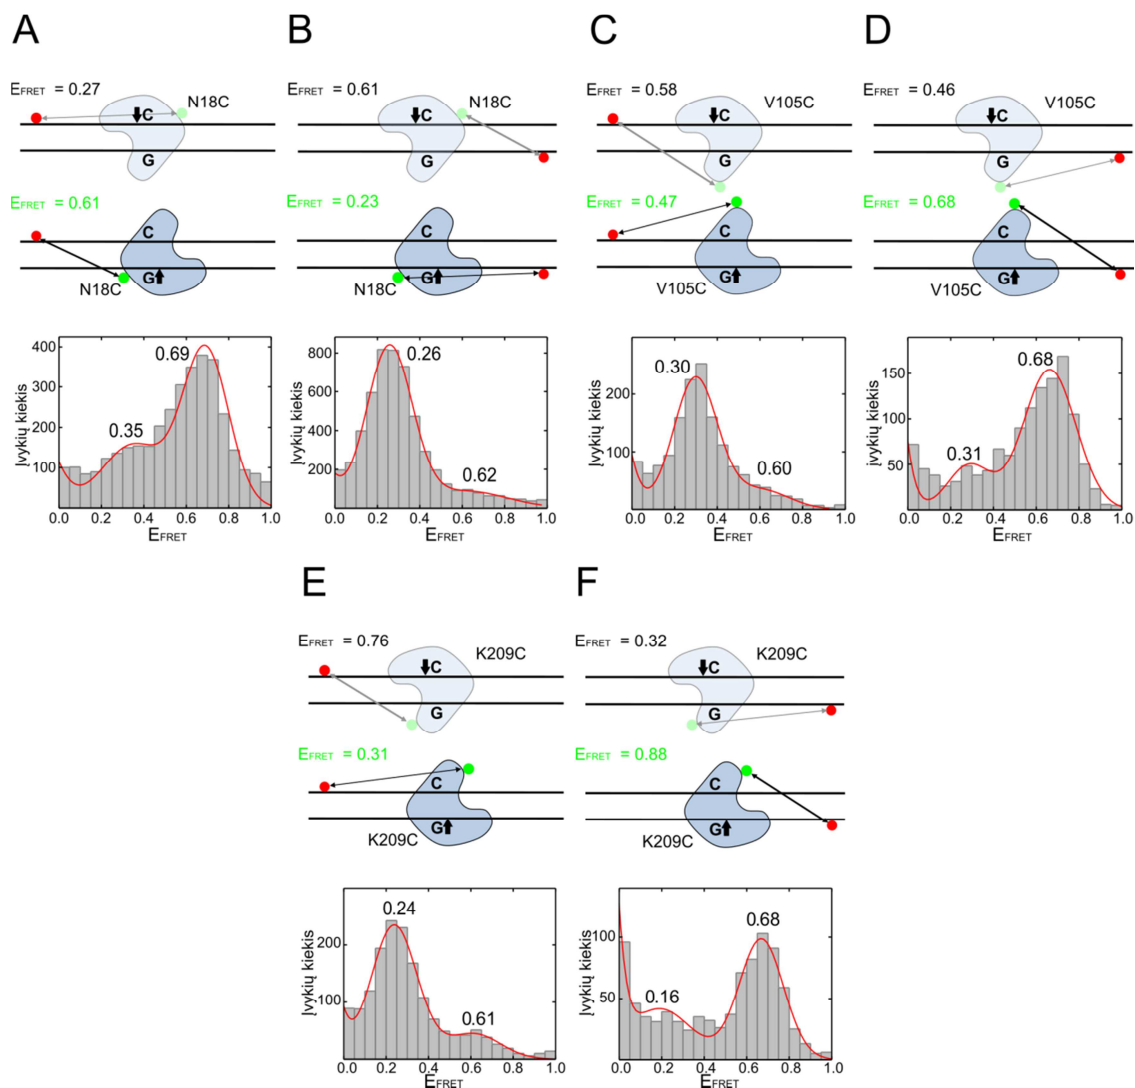 A
EFRET = 0.27
N18C
C
G
EFRET = 0.61
C
G
N18C
400
300
200
100
0.35
0.69
Įvykių kiekis
0.0 0.2 0.4 0.6 0.8 1.0
EFRET
B
EFRET = 0.61
N18C
C
G
EFRET = 0.23
C
G
N18C
800
600
400
200
0.26
0.62
Įvykių kiekis
0.0 0.2 0.4 0.6 0.8 1.0
EFRET
C
EFRET = 0.58
V105C
C
G
EFRET = 0.47
C
G
V105C
200
100
0.30
0.60
Įvykių kiekis
0.0 0.2 0.4 0.6 0.8 1.0
EFRET
D
EFRET = 0.46
V105C
C
G
EFRET = 0.68
C
G
V105C
150
100
50
0.31
0.68
Įvykių kiekis
0.0 0.2 0.4 0.6 0.8 1.0
EFRET
E
EFRET = 0.76
K209C
C
G
EFRET = 0.31
C
G
K209C
200
100
0.24
0.61
Įvykių kiekis
0.0 0.2 0.4 0.6 0.8 1.0
EFRET
F
EFRET = 0.32
K209C
C
G
EFRET = 0.88
C
G
K209C
100
50
0.16
0.68
Įvykių kiekis
0.0 0.2 0.4 0.6 0.8 1.0
EFRET